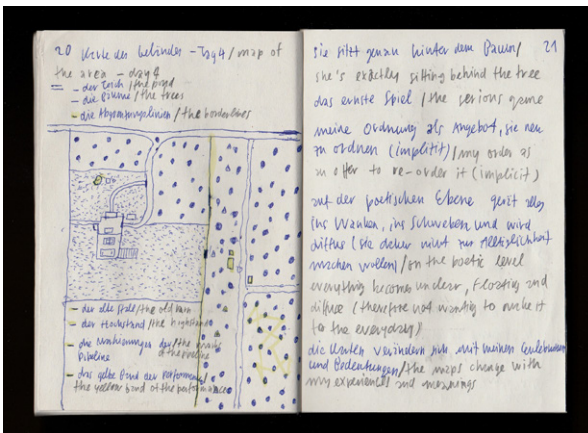 20 Karte des Geländes - Tag 4 / map of
the area - day 4
- der Teich / the pond
- die Bäume / the trees
- die Abgrenzungslinien / the borderlines
- der alte Stall / the old barn
- der Hochstand / the highstand
- die Markierungen der / the marks
Pipeline of the pipeline
- das gelbe Band der Performance /
the yellow band of the performance
sie sitzt genau hinter dem Baum / 21
she's exactly sitting behind the tree
das ernste Spiel / the serious game
meine Ordnung als Angebot, sie neu
zu ordnen (implizit) / my order as
an offer to re-order it (implicit)
auf der poetischen Ebene gerät alles
ins Wanken, ins Schweben und wird
diffus (sie daher nicht zur Alltäglichkeit
machen wollen) / on the poetic level
everything becomes unclear, floating and
diffuse (therefore not wanting to make it
for the everyday)
die Karten verändern sich mit meinen Erlebnissen
und Bedeutungen / the maps change with
my experiences and meanings